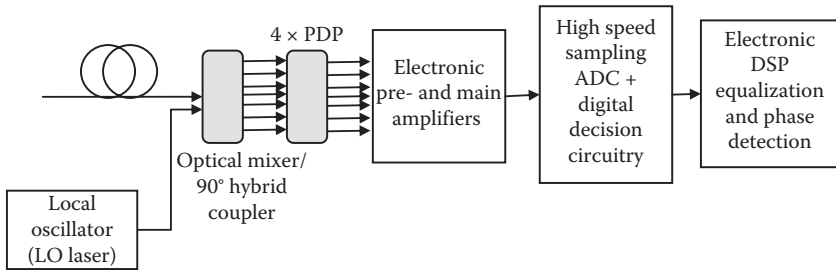 4 × PDP
Optical mixer/
90° hybrid
coupler
Local
oscillator
(LO laser)
Electronic
pre- and main
amplifiers
High speed
sampling
ADC +
digital
decision
circuitry
Electronic
DSP
equalization
and phase
detection